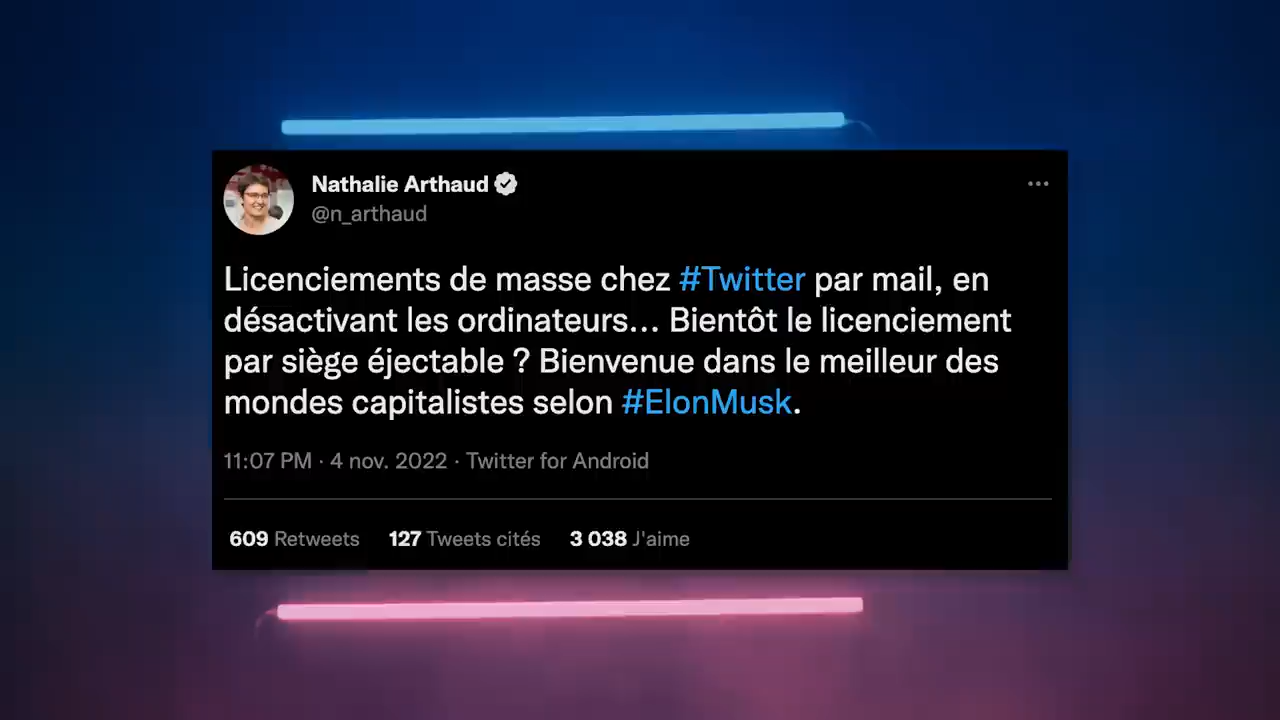 Nathalie Arthaud
@n_arthaud
Licenciements de masse chez #Twitter par mail, en
désactivant les ordinateurs... Bientôt le licenciement
par siège éjectable ? Bienvenue dans le meilleur des
mondes capitalistes selon #ElonMusk.
11:07 PM · 4 nov. 2022 · Twitter for Android
609 Retweets 127 Tweets cités 3 038 J'aime